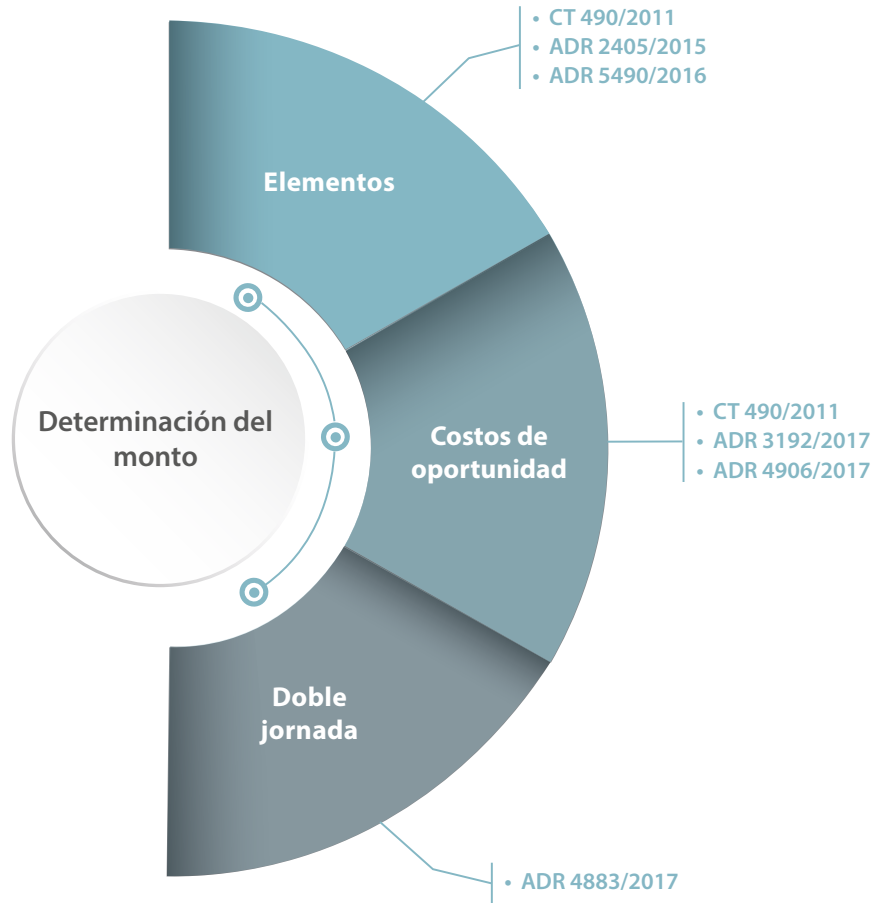 • CT 490/2011
• ADR 2405/2015
• ADR 5490/2016
Elementos
Determinación del
monto
Costos de
oportunidad
• CT 490/2011
• ADR 3192/2017
• ADR 4906/2017
Doble
jornada
• ADR 4883/2017